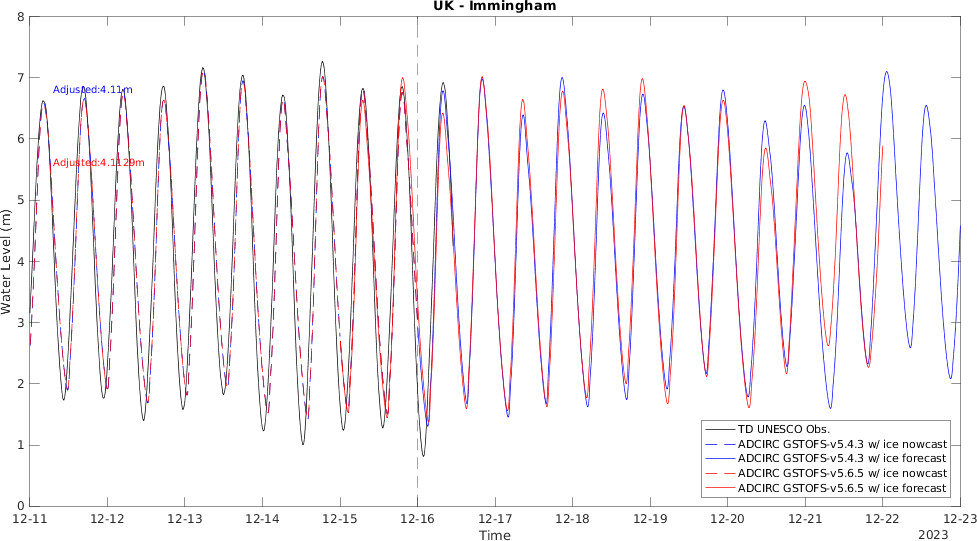 UK - Immingham
8
7
6
5
4
3
2
1
0
Water Level (m)
Adjusted:4.11m
Adjusted:4.1129m
TD UNESCO Obs.
ADCIRC GSTOFS-v5.4.3 w/ ice nowcast
ADCIRC GSTOFS-v5.4.3 w/ ice forecast
ADCIRC GSTOFS-v5.6.5 w/ ice nowcast
ADCIRC GSTOFS-v5.6.5 w/ ice forecast
12-11 12-12 12-13 12-14 12-15 12-16 12-17 12-18 12-19 12-20 12-21 12-22 12-23
Time
2023